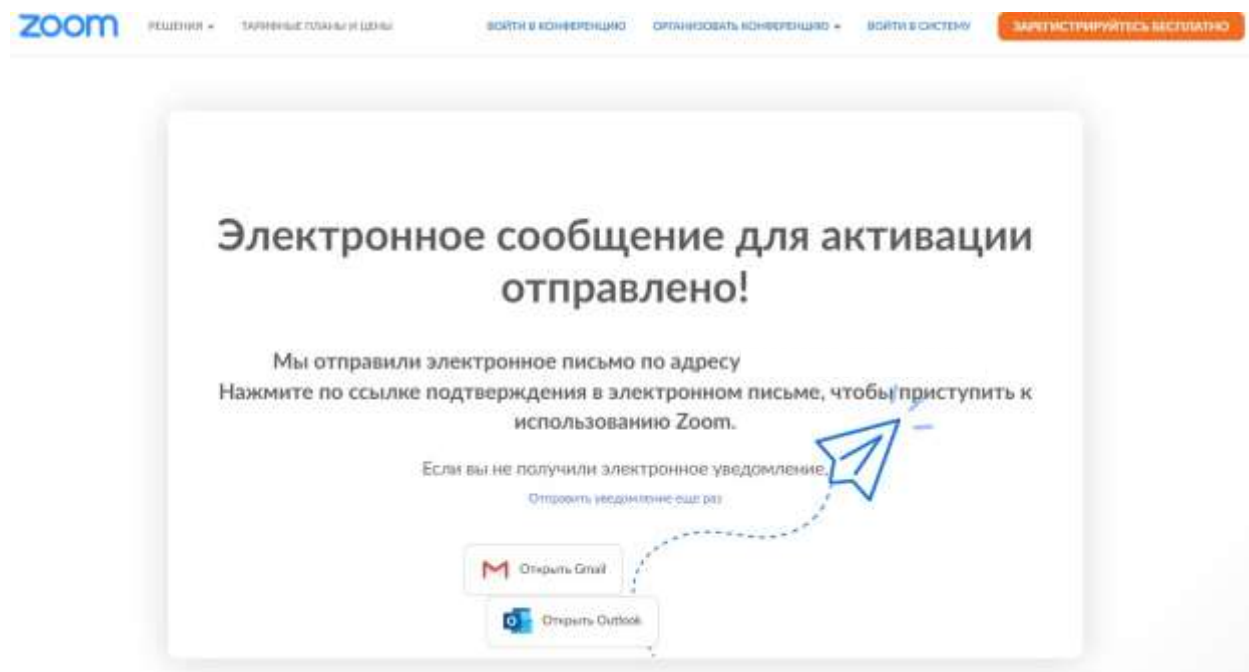 zoom РЕШЕНИЯ ТАРИФНЫЕ ПЛАНЫ И ЦЕНЫ ВОЙТИ В КОНФЕРЕНЦИЮ ОРГАНИЗОВАТЬ КОНФЕРЕНЦИЮ ВОЙТИ В СИСТЕМУ ЗАРЕГИСТРИРУЙТЕСЬ БЕСПЛАТНО
Электронное сообщение для активации
отправлено!
Мы отправили электронное письмо по адресу
Нажмите по ссылке подтверждения в электронном письме, чтобы приступить к
использованию Zoom.
Если вы не получили электронное уведомление,
Отправить уведомление еще раз
Открыть Gmail
Открыть Outlook